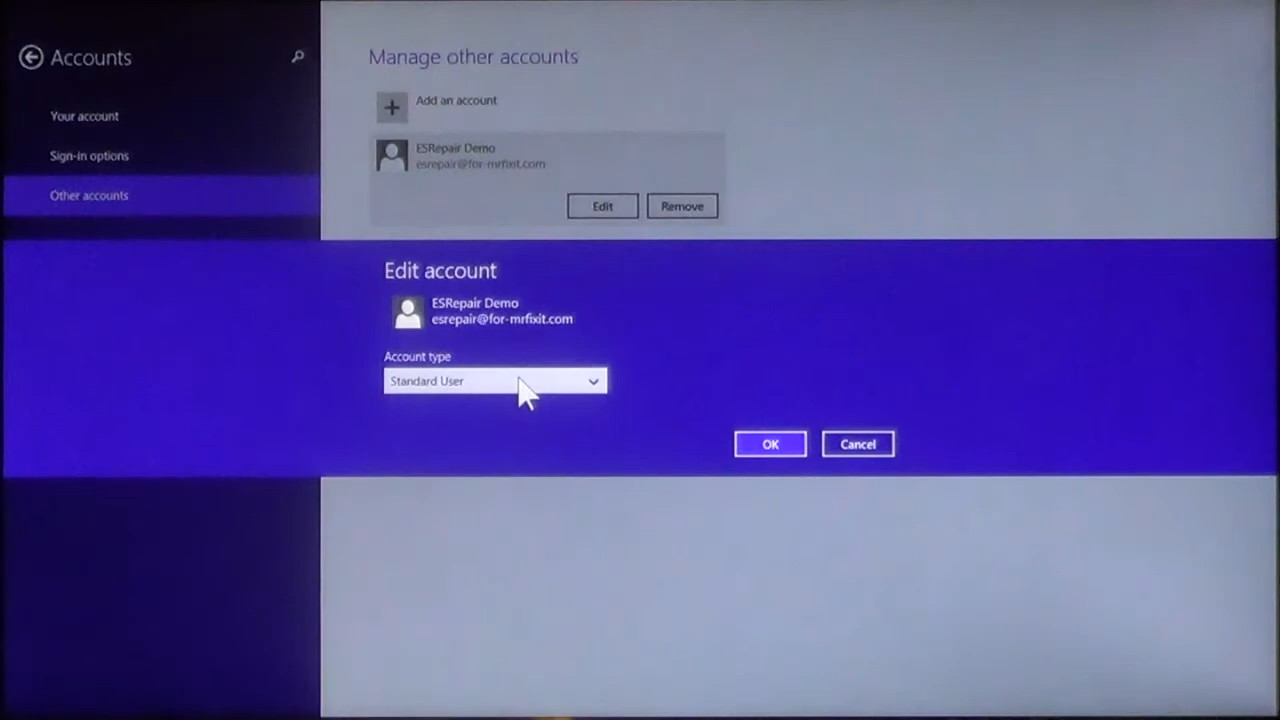 Accounts
Your account
Sign-in options
Other accounts
Manage other accounts
Add an account
ESRepair Demo
esrepair@for-mrfixit.com
Edit
Remove
Edit account
ESRepair Demo
esrepair@for-mrfixit.com
Account type
Standard User
OK
Cancel